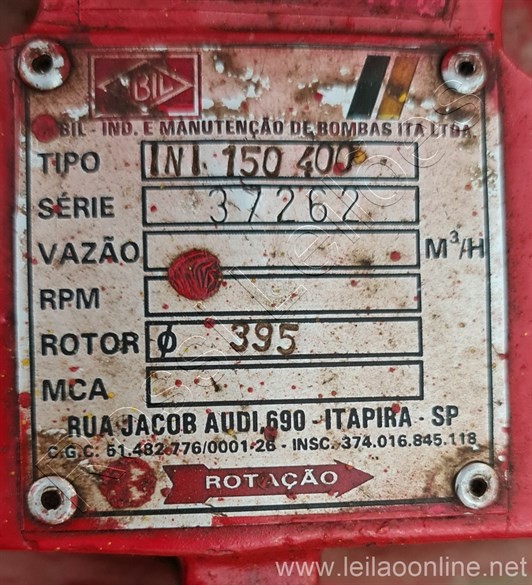 BIL
BIL - IND. E MANUTENÇÃO DE BOMBAS ITA LTDA.
TIPO INI 150 400
SÉRIE 37262
VAZÃO M³/H
RPM
ROTOR Ø 395
MCA
RUA JACOB AUDI,690 - ITAPIRA - SP
C.G.C. 51.482.776/0001-26 - INSC. 374.016.845.118
ROTAÇÃO
www.leilaoonline.net